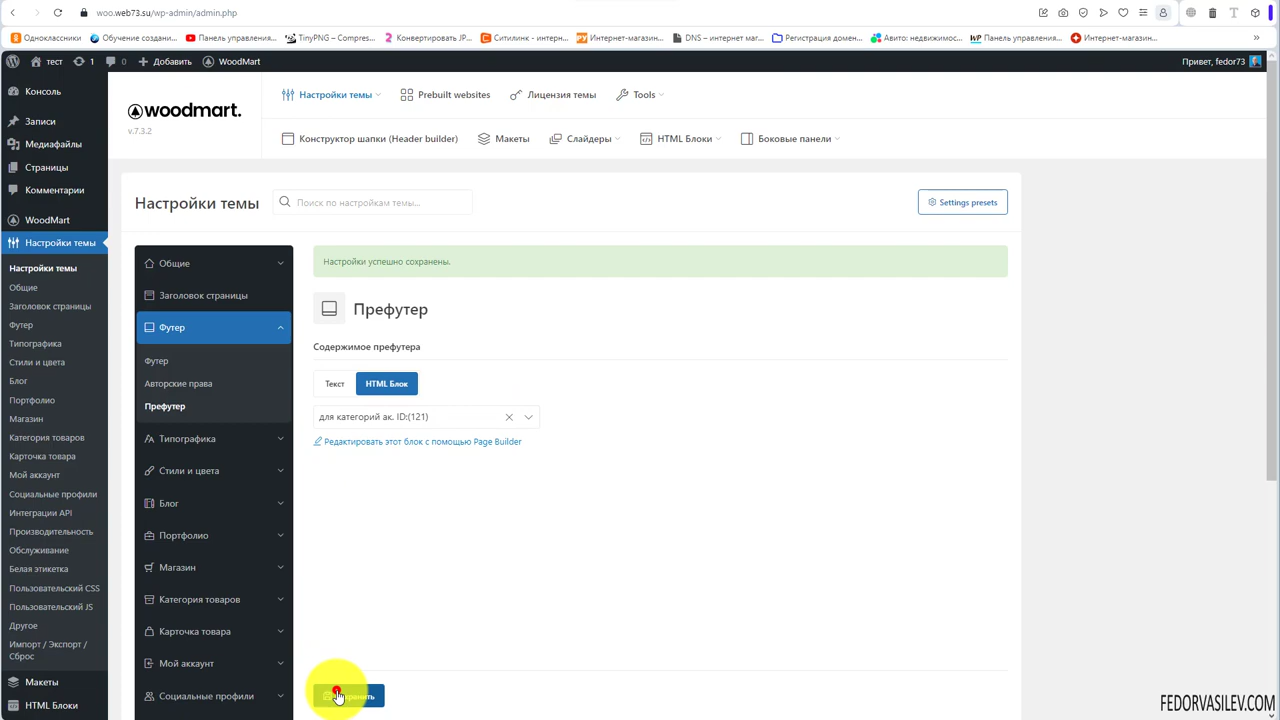 woo.web73.su/wp-admin/admin.php
Одноклассники
Обучение создани...
Панель управления...
TinyPNG – Compres...
Конвертировать JP...
Ситилинк - интерн...
Интернет-магазин...
DNS – интернет маг...
Регистрация домен...
Авито: недвижимос...
Панель управления...
Интернет-магазин...
тест
1
0
Добавить
WoodMart
Привет, fedor73
Консоль
Записи
Медиафайлы
Страницы
Комментарии
WoodMart
Настройки темы
Настройки темы
Общие
Заголовок страницы
Футер
Типографика
Стили и цвета
Блог
Портфолио
Магазин
Категория товаров
Карточка товара
Мой аккаунт
Социальные профили
Интеграции API
Производительность
Обслуживание
Белая этикетка
Пользовательский CSS
Пользовательский JS
Другое
Импорт / Экспорт /
Сброс
Макеты
HTML Блоки
woodmart.
v.7.3.2
Настройки темы
Prebuilt websites
Лицензия темы
Tools
Конструктор шапки (Header builder)
Макеты
Слайдеры
HTML Блоки
Боковые панели
Настройки темы
Поиск по настройкам темы...
Settings presets
Общие
Заголовок страницы
Футер
Футер
Авторские права
Префутер
Типографика
Стили и цвета
Блог
Портфолио
Магазин
Категория товаров
Карточка товара
Мой аккаунт
Социальные профили
Настройки успешно сохранены.
Префутер
Содержимое префутера
Текст
HTML Блок
для категорий ак. ID:(121)
Редактировать этот блок с помощью Page Builder
FEDORVASILEV.COM